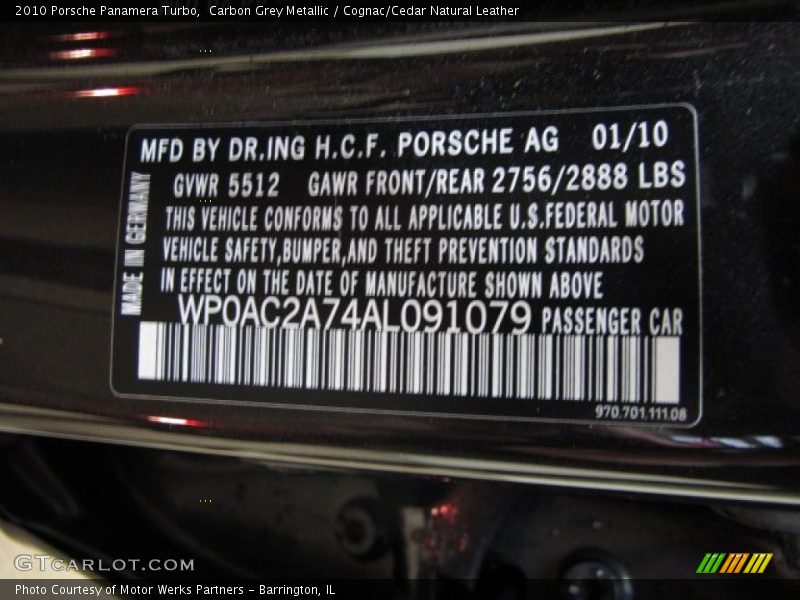 2010 Porsche Panamera Turbo,  Carbon Grey Metallic / Cognac/Cedar Natural Leather
MFD BY DR.ING H.C.F. PORSCHE AG 01/10
GVWR 5512 GAWR FRONT/REAR 2756/2888 LBS
THIS VEHICLE CONFORMS TO ALL APPLICABLE U.S.FEDERAL MOTOR
VEHICLE SAFETY,BUMPER,AND THEFT PREVENTION STANDARDS
IN EFFECT ON THE DATE OF MANUFACTURE SHOWN ABOVE
WP0AC2A74AL091079 PASSENGER CAR
MADE IN GERMANY
970.701.111.08
GTCARLOT.COM
Photo Courtesy of Motor Werks Partners - Barrington, IL